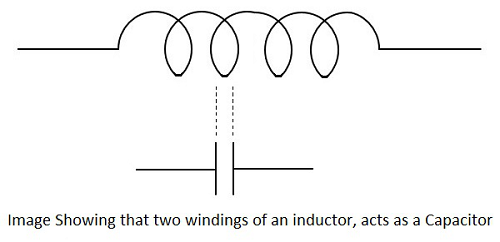 Image Showing that two windings of an inductor, acts as a Capacitor